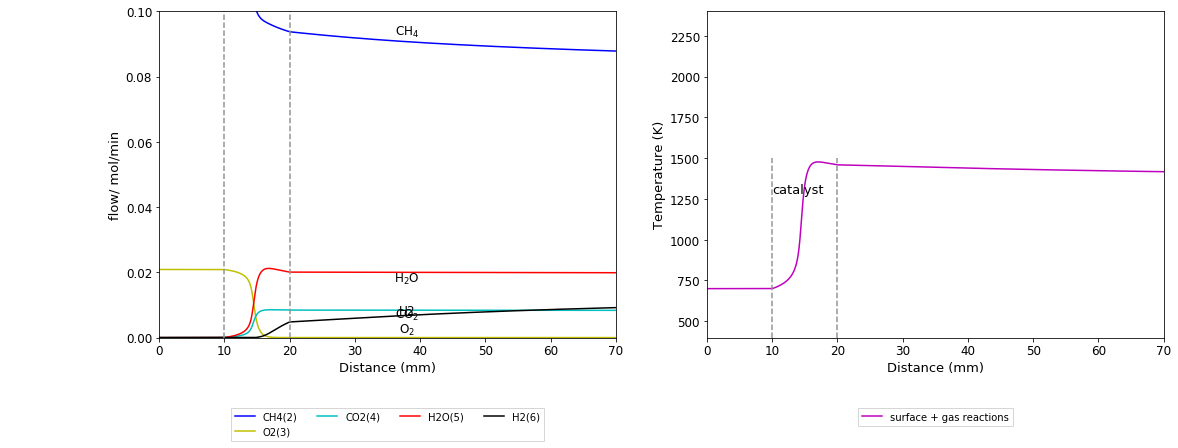 0.10
0.08
0.06
0.04
0.02
0.00
flow/ mol/min
CH₄
H₂O
O₂
0 10 20 30 40 50 60 70
Distance (mm)
CH4(2) CO2(4) H2O(5) H2(6)
O2(3)
2250
2000
1750
1500
1250
1000
750
500
Temperature (K)
catalyst
0 10 20 30 40 50 60 70
Distance (mm)
surface + gas reactions